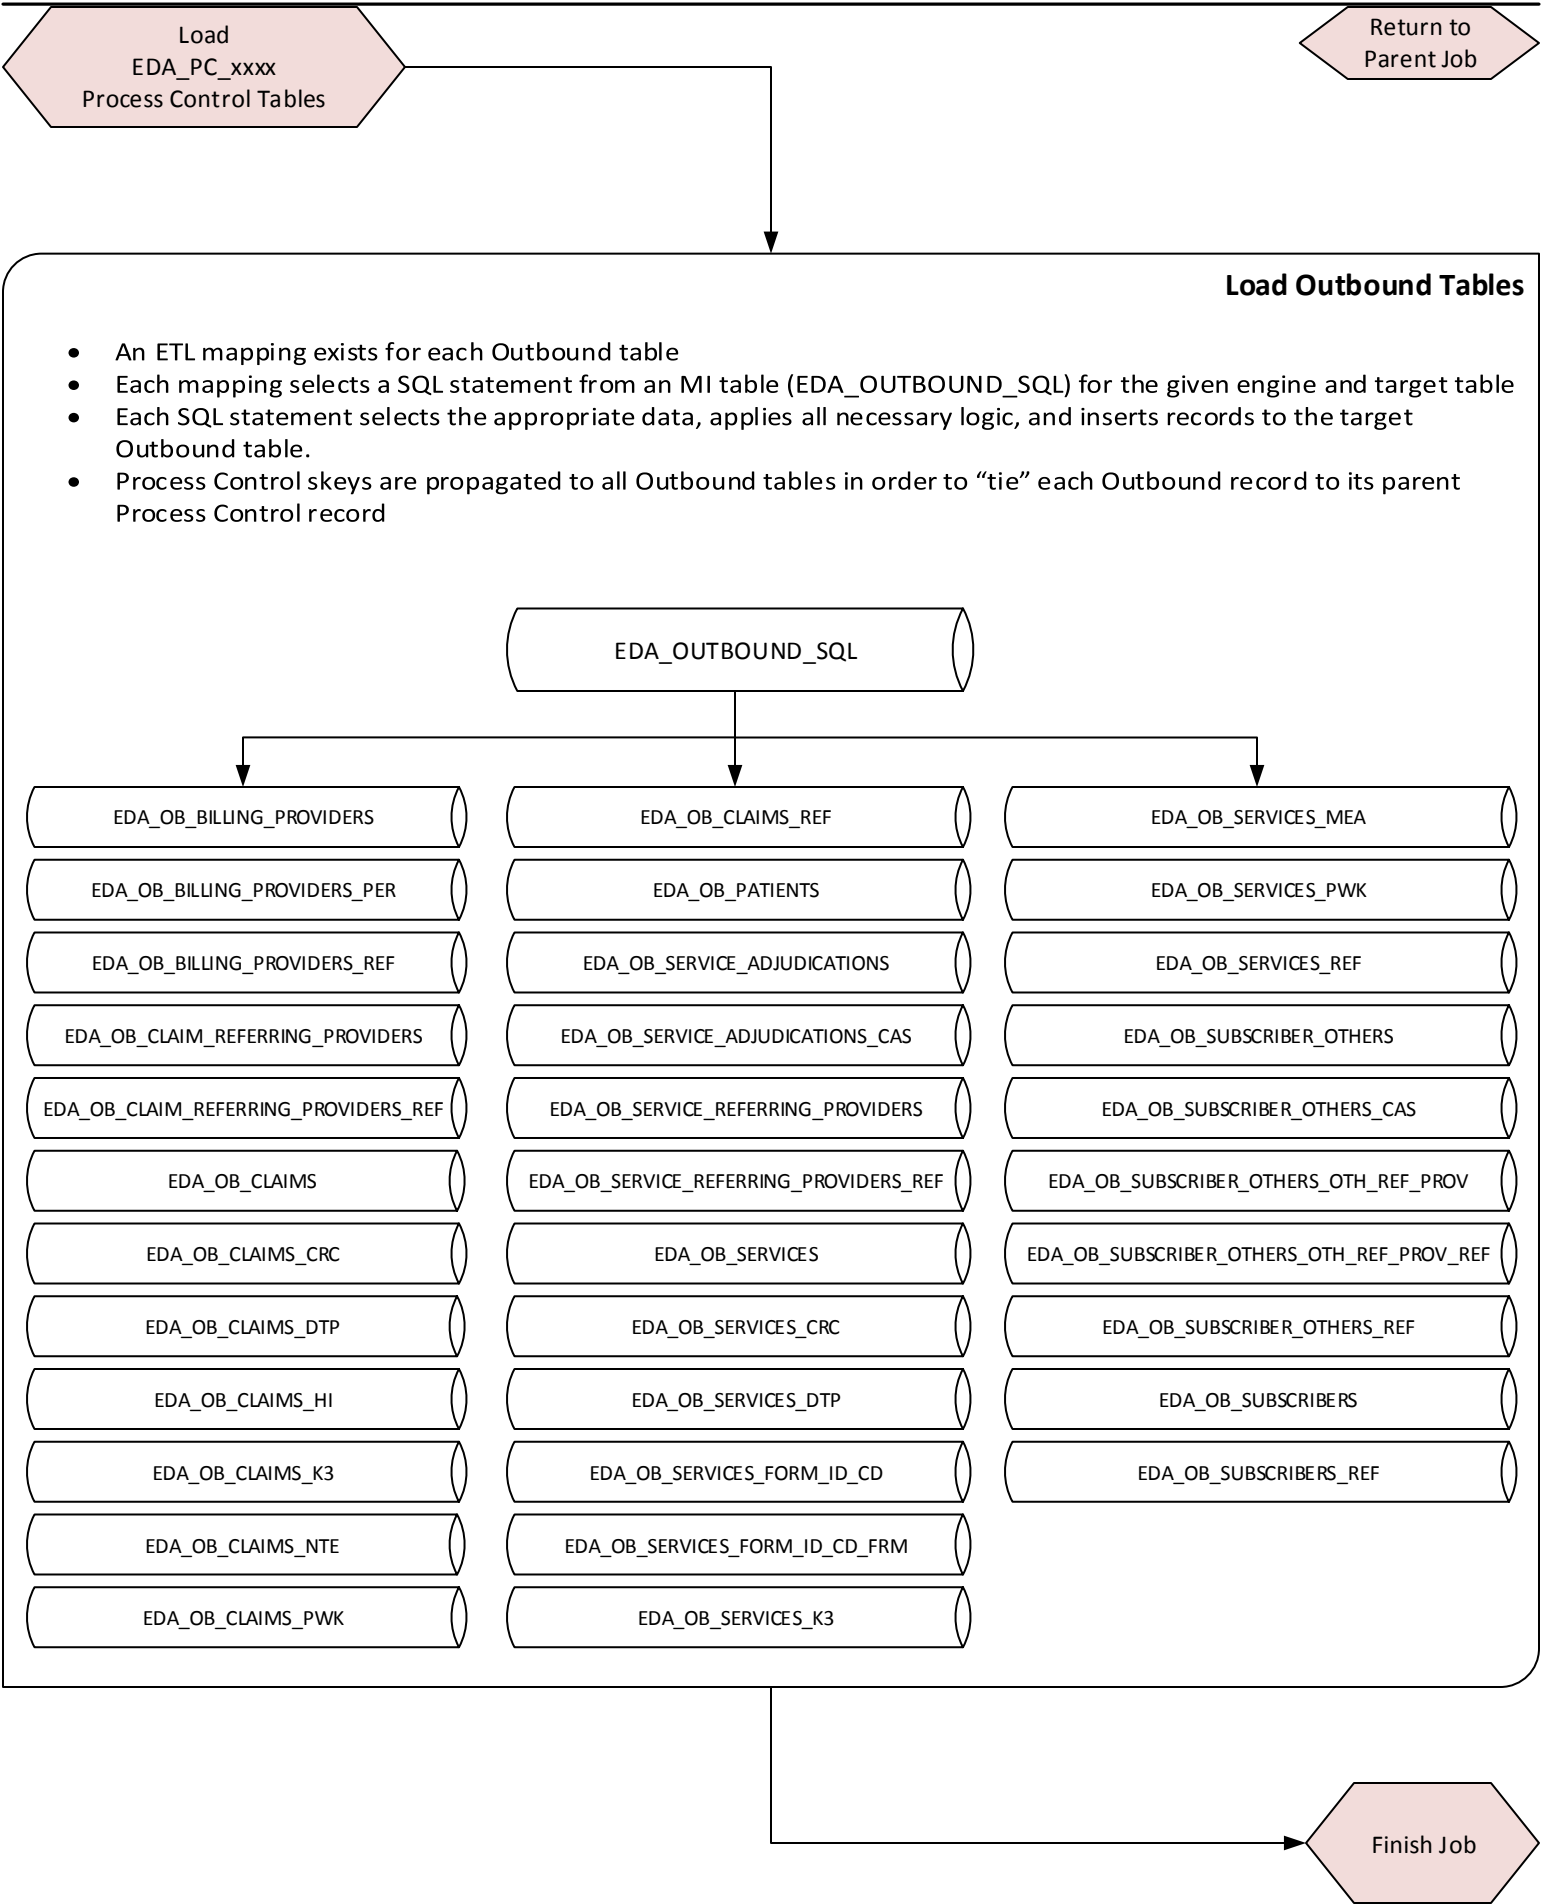 Load
EDA_PC_xxxx
Process Control Tables
Return to
Parent Job
Load Outbound Tables
• An ETL mapping exists for each Outbound table
• Each mapping selects a SQL statement from an MI table (EDA_OUTBOUND_SQL) for the given engine and target table
• Each SQL statement selects the appropriate data, applies all necessary logic, and inserts records to the target
Outbound table.
• Process Control skeys are propagated to all Outbound tables in order to “tie” each Outbound record to its parent
Process Control record
EDA_OUTBOUND_SQL
EDA_OB_BILLING_PROVIDERS
EDA_OB_BILLING_PROVIDERS_PER
EDA_OB_BILLING_PROVIDERS_REF
EDA_OB_CLAIM_REFERRING_PROVIDERS
EDA_OB_CLAIM_REFERRING_PROVIDERS_REF
EDA_OB_CLAIMS
EDA_OB_CLAIMS_CRC
EDA_OB_CLAIMS_DTP
EDA_OB_CLAIMS_HI
EDA_OB_CLAIMS_K3
EDA_OB_CLAIMS_NTE
EDA_OB_CLAIMS_PWK
EDA_OB_CLAIMS_REF
EDA_OB_PATIENTS
EDA_OB_SERVICE_ADJUDICATIONS
EDA_OB_SERVICE_ADJUDICATIONS_CAS
EDA_OB_SERVICE_REFERRING_PROVIDERS
EDA_OB_SERVICE_REFERRING_PROVIDERS_REF
EDA_OB_SERVICES
EDA_OB_SERVICES_CRC
EDA_OB_SERVICES_DTP
EDA_OB_SERVICES_FORM_ID_CD
EDA_OB_SERVICES_FORM_ID_CD_FRM
EDA_OB_SERVICES_K3
EDA_OB_SERVICES_MEA
EDA_OB_SERVICES_PWK
EDA_OB_SERVICES_REF
EDA_OB_SUBSCRIBER_OTHERS
EDA_OB_SUBSCRIBER_OTHERS_CAS
EDA_OB_SUBSCRIBER_OTHERS_OTH_REF_PROV
EDA_OB_SUBSCRIBER_OTHERS_OTH_REF_PROV_REF
EDA_OB_SUBSCRIBER_OTHERS_REF
EDA_OB_SUBSCRIBERS
EDA_OB_SUBSCRIBERS_REF
Finish Job